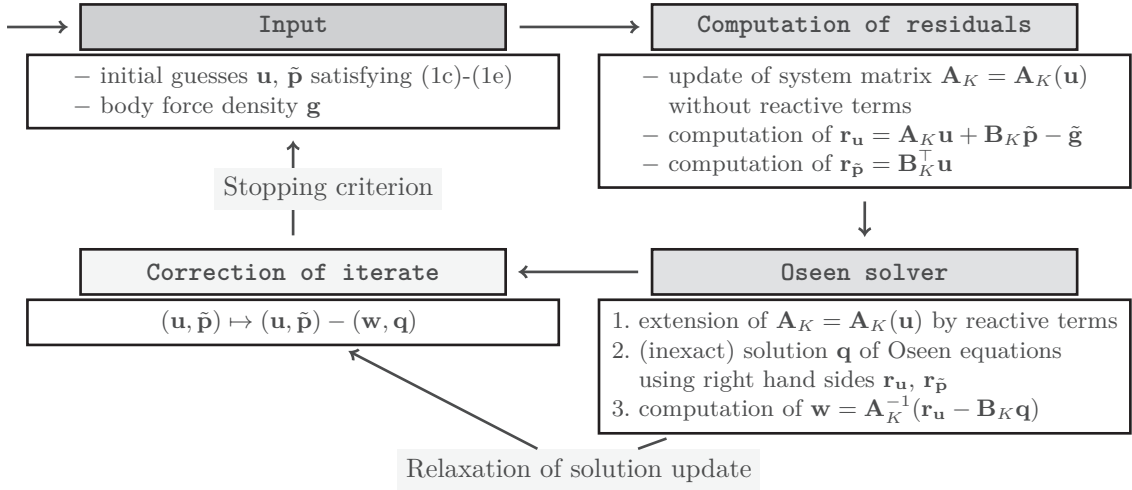 Input
– initial guesses u, p̃ satisfying (1c)-(1e)
– body force density g
Computation of residuals
– update of system matrix A_K = A_K(u)
without reactive terms
– computation of r_u = A_K u + B_K p̃ − g̃
– computation of r_p̃ = B_K^⊤ u
Stopping criterion
Correction of iterate
(u, p̃) ↦ (u, p̃) − (w, q)
Oseen solver
1. extension of A_K = A_K(u) by reactive terms
2. (inexact) solution q of Oseen equations
using right hand sides r_u, r_p̃
3. computation of w = A_K^{−1}(r_u − B_K q)
Relaxation of solution update